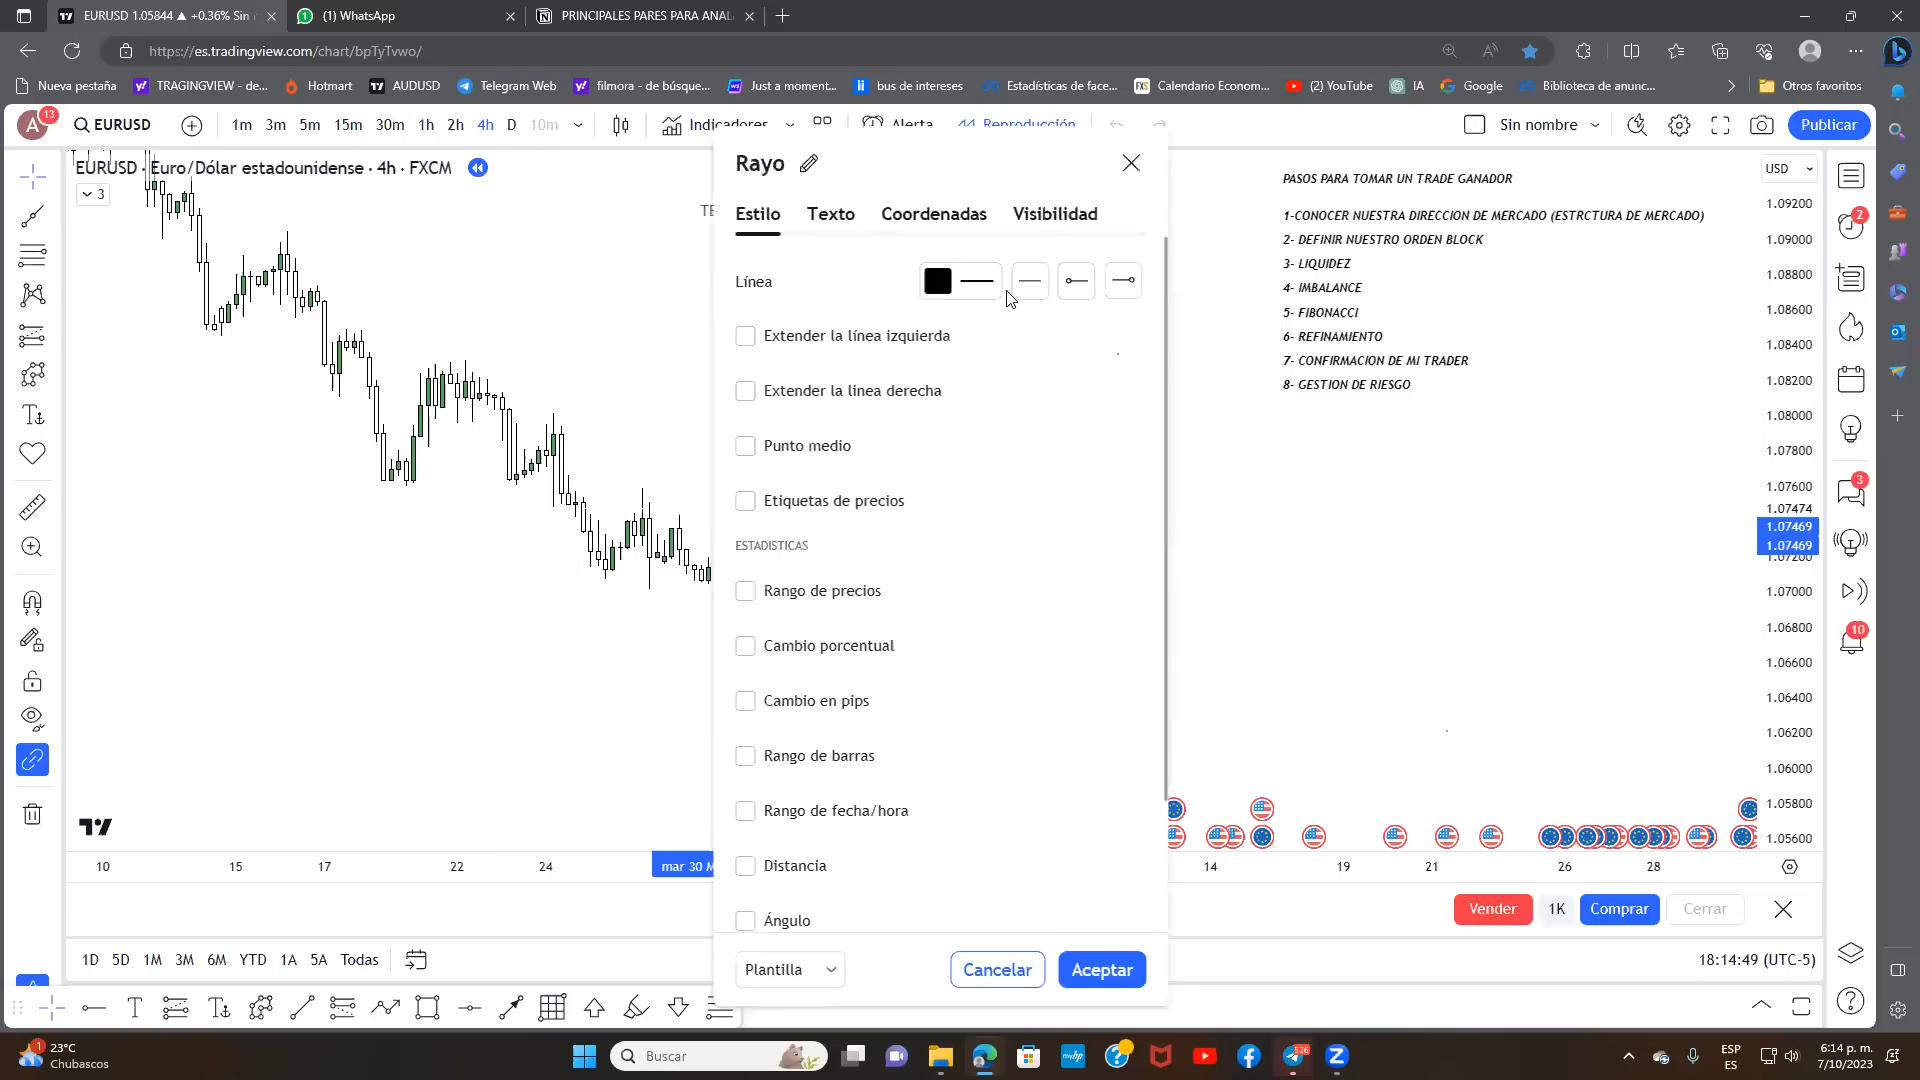 EURUSD 1.05844 ▲ +0.36% Sin
(1) WhatsApp
PRINCIPALES PARES PARA ANAL
https://es.tradingview.com/chart/bpTyTvwo/
Nueva pestaña
TRAGINGVIEW - de...
Hotmart
AUDUSD
Telegram Web
filmora - de búsque...
Just a moment...
bus de intereses
Estadísticas de face...
Calendario Econom...
(2) YouTube
IA
Google
Biblioteca de anunc...
Otros favoritos
A
13
EURUSD
1m 3m 5m 15m 30m 1h 2h 4h D 10m
Indicadores
Alerta
Reproducción
Sin nombre
Publicar
EURUSD · Euro/Dólar estadounidense · 4h · FXCM
3
TE
Rayo
Estilo
Texto
Coordenadas
Visibilidad
Línea
Extender la línea izquierda
Extender la linea derecha
Punto medio
Etiquetas de precios
ESTADISTICAS
Rango de precios
Cambio porcentual
Cambio en pips
Rango de barras
Rango de fecha/hora
Distancia
Ángulo
Plantilla
Cancelar
Aceptar
PASOS PARA TOMAR UN TRADE GANADOR
1-CONOCER NUESTRA DIRECCION DE MERCADO (ESTRCTURA DE MERCADO)
2- DEFINIR NUESTRO ORDEN BLOCK
3- LIQUIDEZ
4- IMBALANCE
5- FIBONACCI
6- REFINAMIENTO
7- CONFIRMACION DE MI TRADER
8- GESTION DE RIESGO
USD
1.09200
1.09000
1.08800
1.08600
1.08400
1.08200
1.08000
1.07800
1.07600
1.07474
1.07469
1.07469
1.07200
1.07000
1.06800
1.06600
1.06400
1.06200
1.06000
1.05800
1.05600
2
3
10
10 15 17 22 24 mar 30 14 19 21 26 28
Vender
1K
Comprar
Cerrar
1D 5D 1M 3M 6M YTD 1A 5A Todas
18:14:49 (UTC-5)
1
23°C
Chubascos
Buscar
526
ESP
ES
6:14 p. m.
7/10/2023